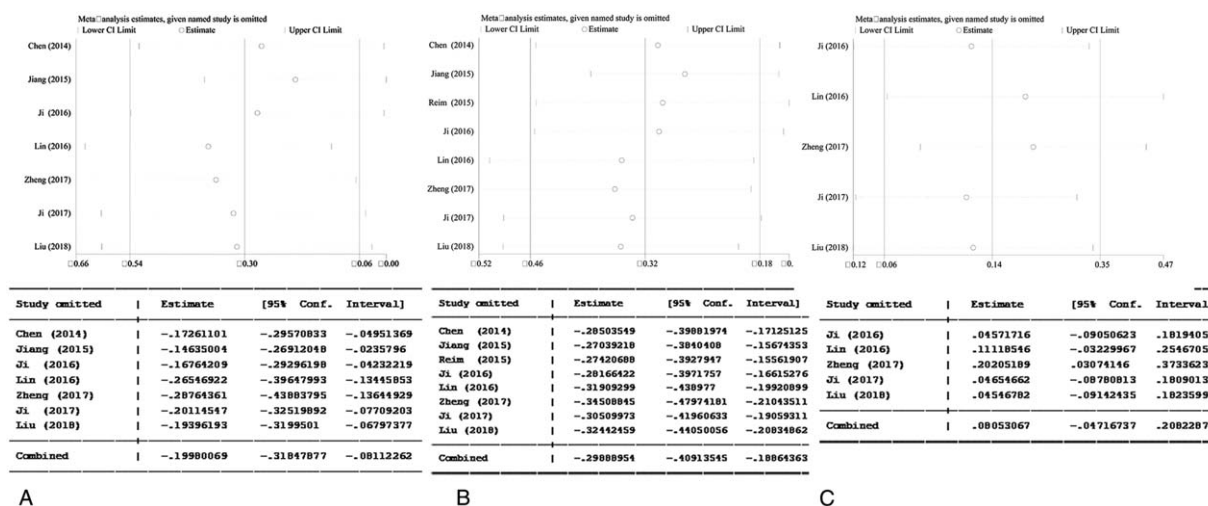 Meta□analysis estimates, given named study is omitted
Lower CI Limit Estimate Upper CI Limit
Chen (2014)
Jiang (2015)
Ji (2016)
Lin (2016)
Zheng (2017)
Ji (2017)
Liu (2018)
□0.66 □0.54 □0.30 □0.06 □0.00
Study omitted | Estimate [95% Conf. Interval]
Chen (2014) | -.17261101 -.29570833 -.04951369
Jiang (2015) | -.14635004 -.26912048 -.0235796
Ji (2016) | -.16764209 -.29296198 -.04232219
Lin (2016) | -.26546922 -.39647993 -.13445853
Zheng (2017) | -.28764361 -.43883795 -.13644929
Ji (2017) | -.20114547 -.32519892 -.07709203
Liu (2018) | -.19396193 -.3199501 -.06797377
Combined | -.19980069 -.31847877 -.08112262
A
Meta□analysis estimates, given named study is omitted
Lower CI Limit Estimate Upper CI Limit
Chen (2014)
Jiang (2015)
Reim (2015)
Ji (2016)
Lin (2016)
Zheng (2017)
Ji (2017)
Liu (2018)
□0.52 □0.46 □0.32 □0.18 □0.
Study omitted | Estimate [95% Conf. Interval]
Chen (2014) | -.28503549 -.39881974 -.17125125
Jiang (2015) | -.27039218 -.3840408 -.15674353
Reim (2015) | -.27420688 -.3927947 -.15561907
Ji (2016) | -.28166422 -.3971757 -.16615276
Lin (2016) | -.31909299 -.438977 -.19920899
Zheng (2017) | -.34508845 -.47974181 -.21043511
Ji (2017) | -.30509973 -.41960633 -.19059311
Liu (2018) | -.32442459 -.44050056 -.20834862
Combined | -.29888954 -.40913545 -.18864363
B
Meta□analysis estimates, given named study is omitted
Lower CI Limit Estimate Upper CI Limit
Ji (2016)
Lin (2016)
Zheng (2017)
Ji (2017)
Liu (2018)
□0.12 □0.06 0.14 0.35 0.47
Study omitted | Estimate [95% Conf. Interval
Ji (2016) | .04571716 -.09050623 .1819405
Lin (2016) | .11118546 -.03229967 .2546705
Zheng (2017) | .20205189 .03074146 .3733623
Ji (2017) | .04654662 -.08780813 .1809013
Liu (2018) | .04546782 -.09142435 .1823599
Combined | .08053067 -.04716737 .2082287
C